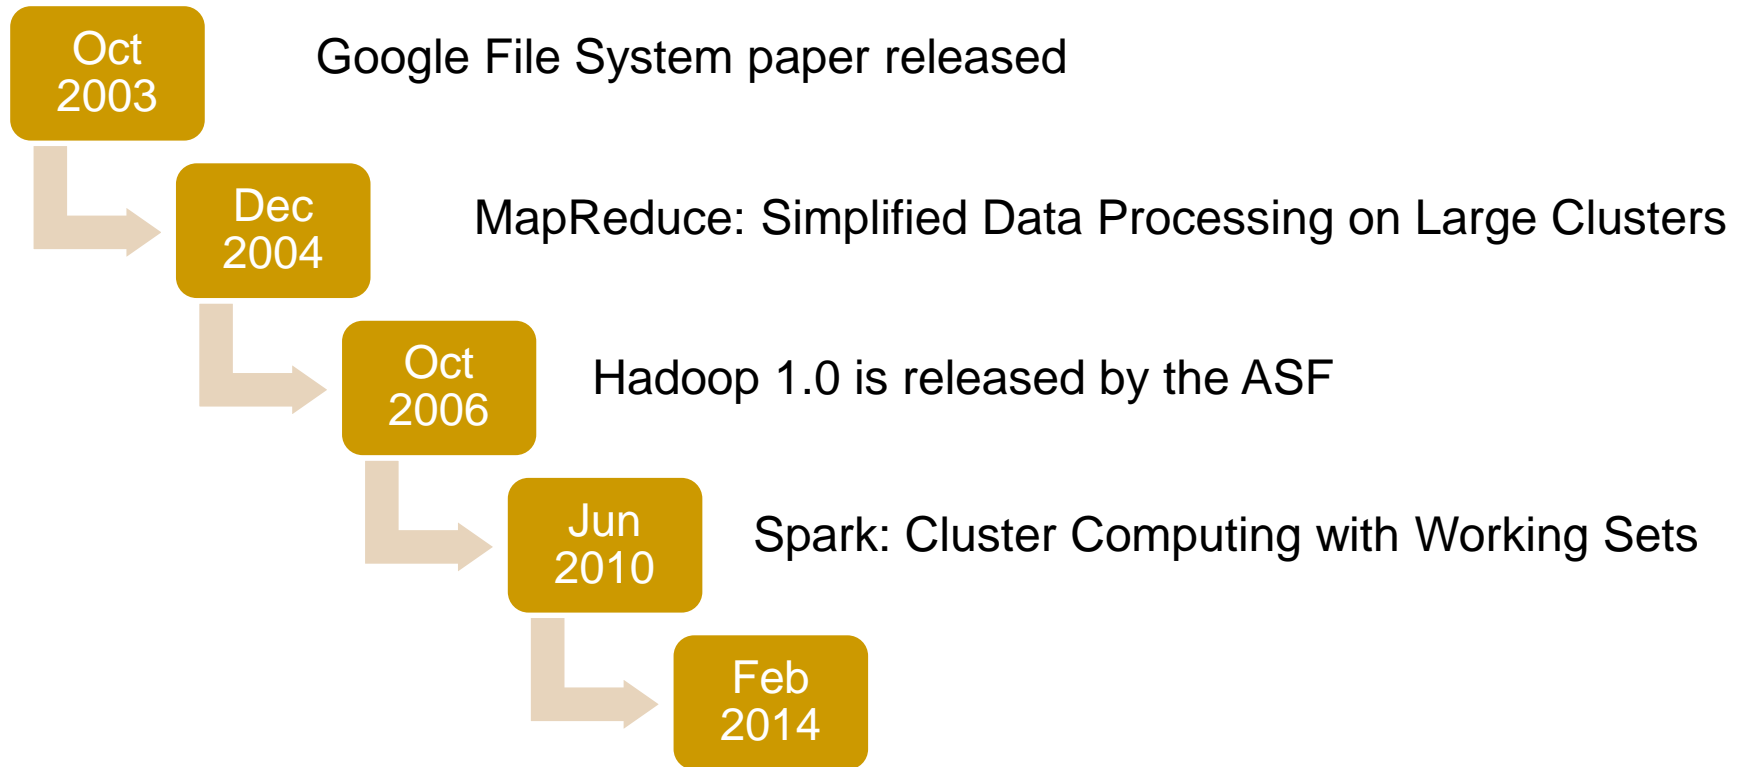 Oct
2003
Google File System paper released
Dec
2004
MapReduce: Simplified Data Processing on Large Clusters
Oct
2006
Hadoop 1.0 is released by the ASF
Jun
2010
Spark: Cluster Computing with Working Sets
Feb
2014